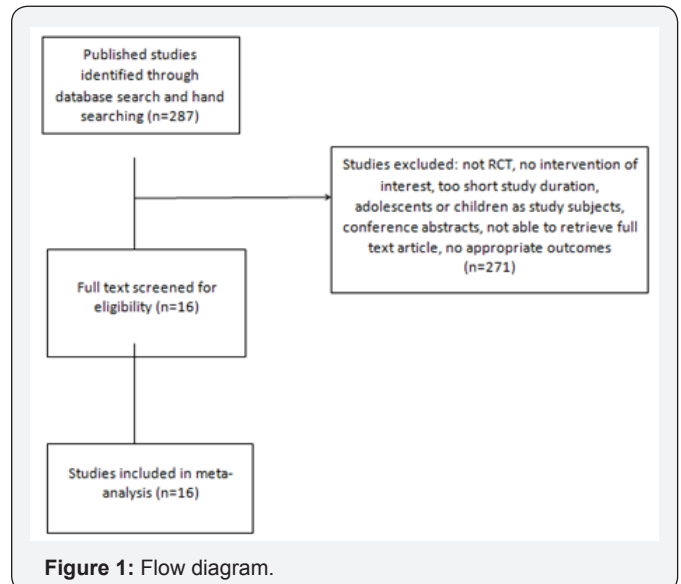 Published studies
identified through
database search and hand
searching (n=287)
Studies excluded: not RCT, no intervention of
interest, too short study duration,
adolescents or children as study subjects,
conference abstracts, not able to retrieve full
text article, no appropriate outcomes
(n=271)
Full text screened for
eligibility (n=16)
Studies included in meta-
analysis (n=16)
Figure 1: Flow diagram.